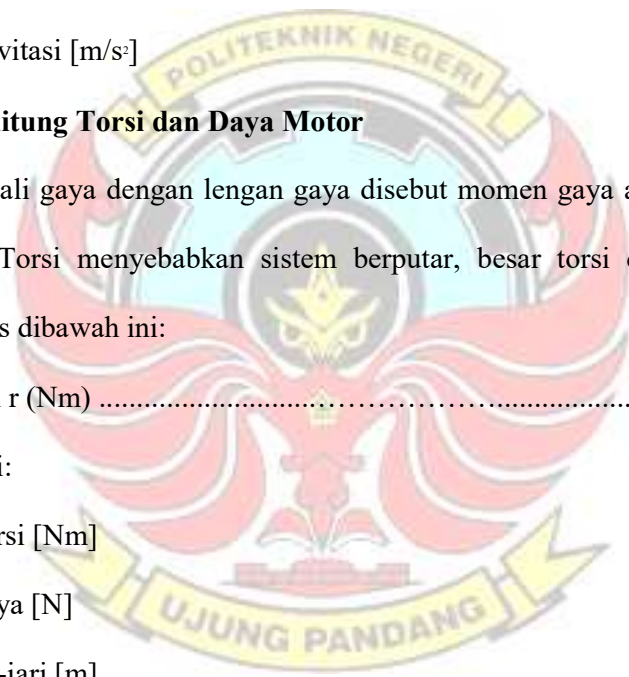 vitasi [m/s²]
POLITEKNIK NEGERI
itung Torsi dan Daya Motor
ali gaya dengan lengan gaya disebut momen gaya a
Torsi menyebabkan sistem berputar, besar torsi
s dibawah ini:
r (Nm) ................................................................
i:
rsi [Nm]
ya [N]
UJUNG PANDANG
-jari [m]